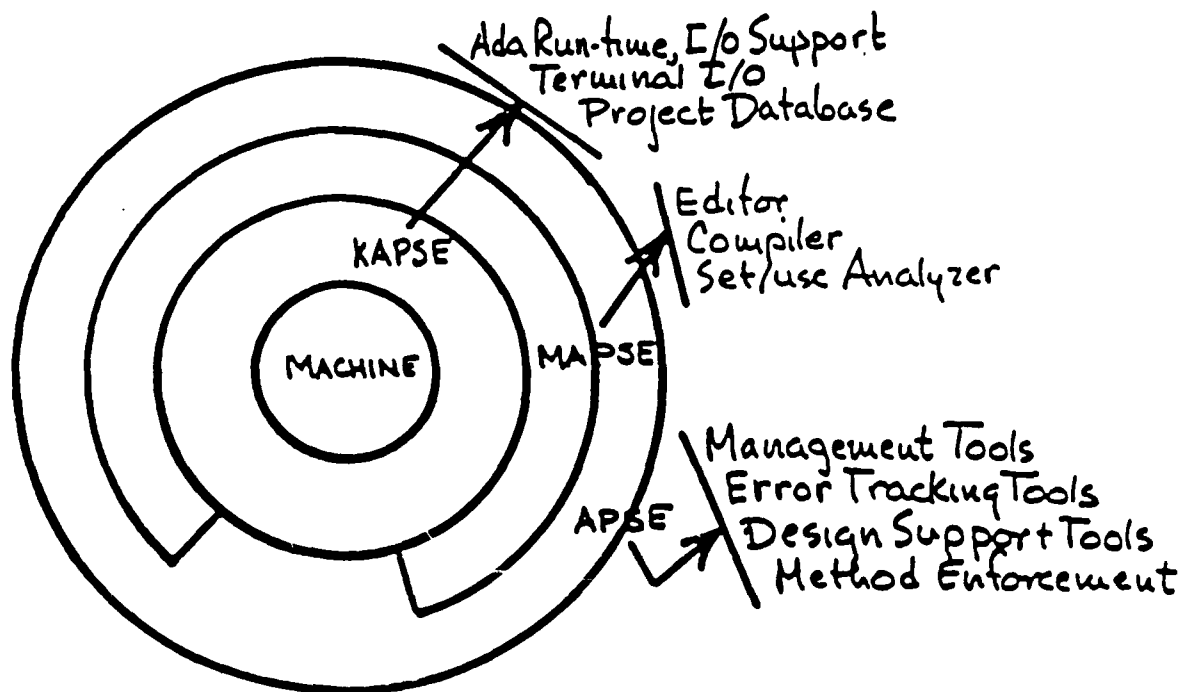 Ada Run-time, I/O Support
Terminal I/O
Project Database
KAPSE
Editor
Compiler
Set/use Analyzer
MACHINE
MAPSE
Management Tools
Error Tracking Tools
APSE
Design Support Tools
Method Enforcement